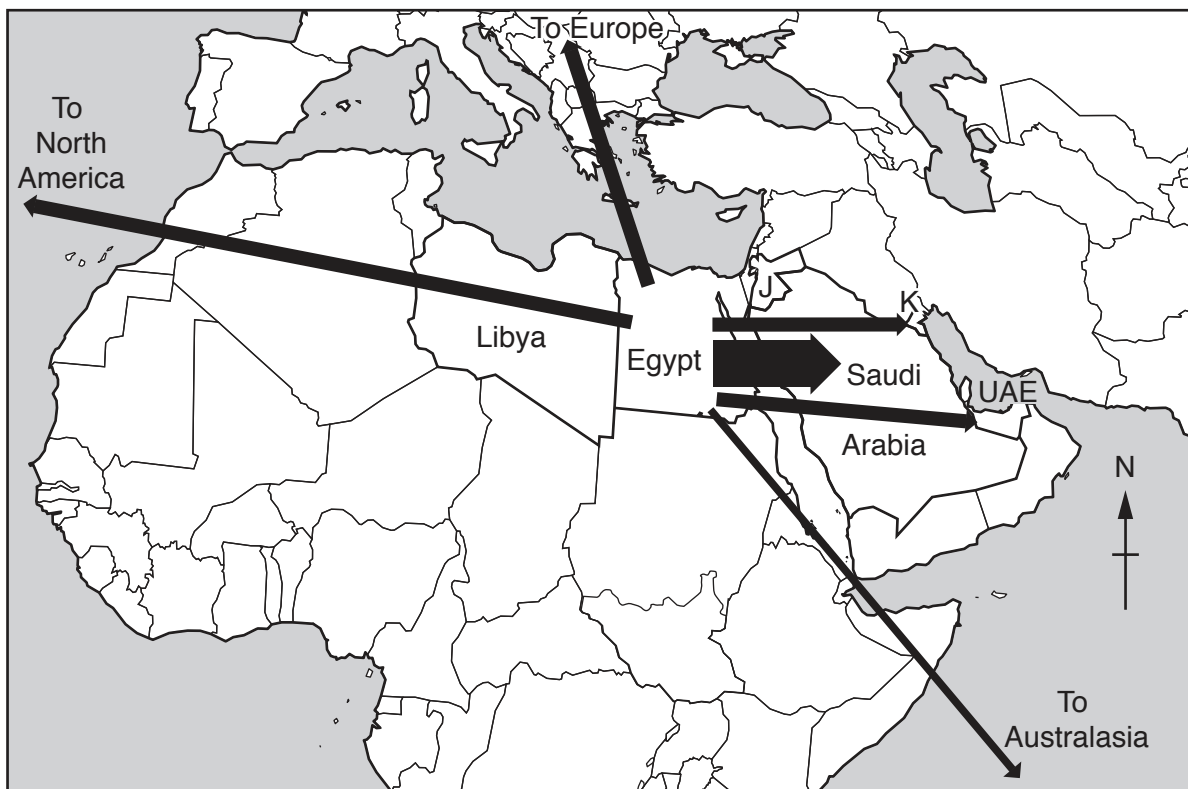 To Europe
To
North
America
J
K
Libya
Egypt
Saudi
UAE
Arabia
N
To
Australasia